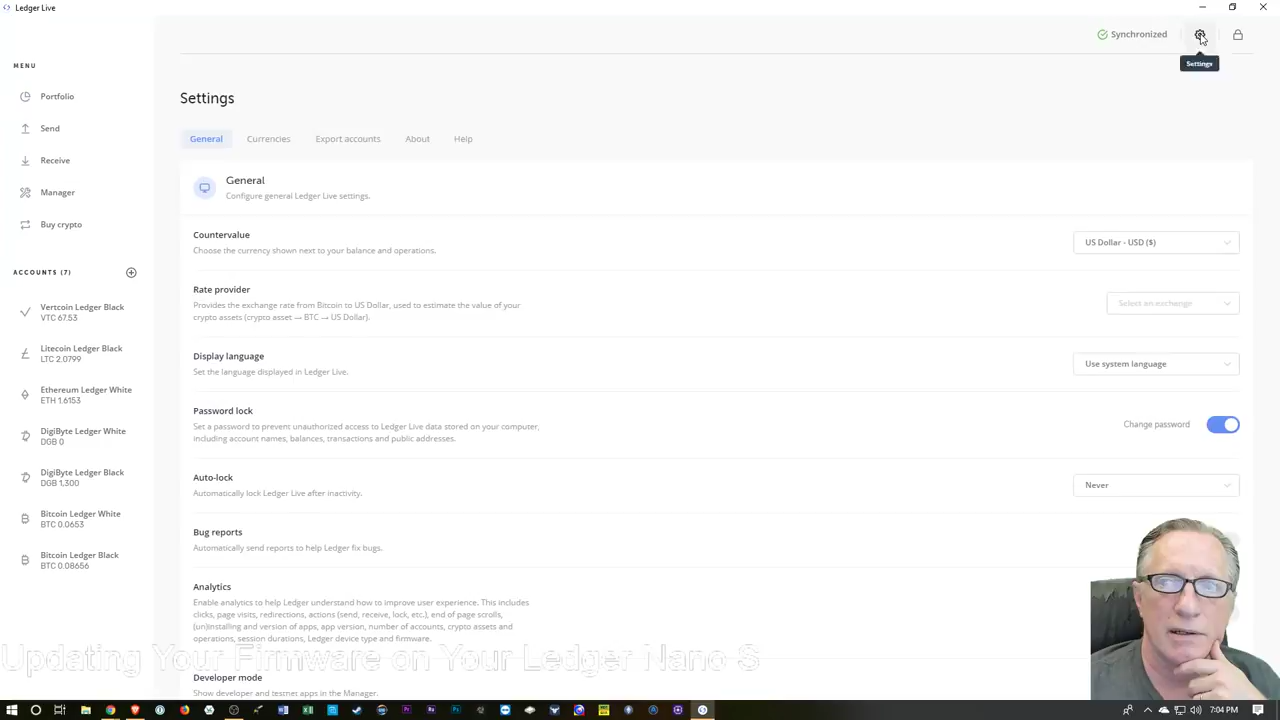 Ledger Live
Synchronized
Settings
MENU
Portfolio
Send
Receive
Manager
Buy crypto
ACCOUNTS (7)
Vertcoin Ledger Black
VTC 67.53
Litecoin Ledger Black
LTC 2.0799
Ethereum Ledger White
ETH 1.6153
DigiByte Ledger White
DGB 0
DigiByte Ledger Black
DGB 1,300
Bitcoin Ledger White
BTC 0.0653
Bitcoin Ledger Black
BTC 0.08656
Settings
General Currencies Export accounts About Help
General
Configure general Ledger Live settings.
Countervalue
Choose the currency shown next to your balance and operations.
US Dollar - USD ($)
Rate provider
Provides the exchange rate from Bitcoin to US Dollar, used to estimate the value of your
crypto assets (crypto asset → BTC → US Dollar).
Select an exchange
Display language
Set the language displayed in Ledger Live.
Use system language
Password lock
Set a password to prevent unauthorized access to Ledger Live data stored on your computer,
including account names, balances, transactions and public addresses.
Change password
Auto-lock
Automatically lock Ledger Live after inactivity.
Never
Bug reports
Automatically send reports to help Ledger fix bugs.
Analytics
Enable analytics to help Ledger understand how to improve user experience. This includes
clicks, page visits, redirections, actions (send, receive, lock, etc.), end of page scrolls,
(un)installing and version of apps, app version, number of accounts, crypto assets and
operations, session durations, Ledger device type and firmware.
Updating Your Firmware on Your Ledger Nano S
Developer mode
Show developer and testnet apps in the Manager.
7:04 PM